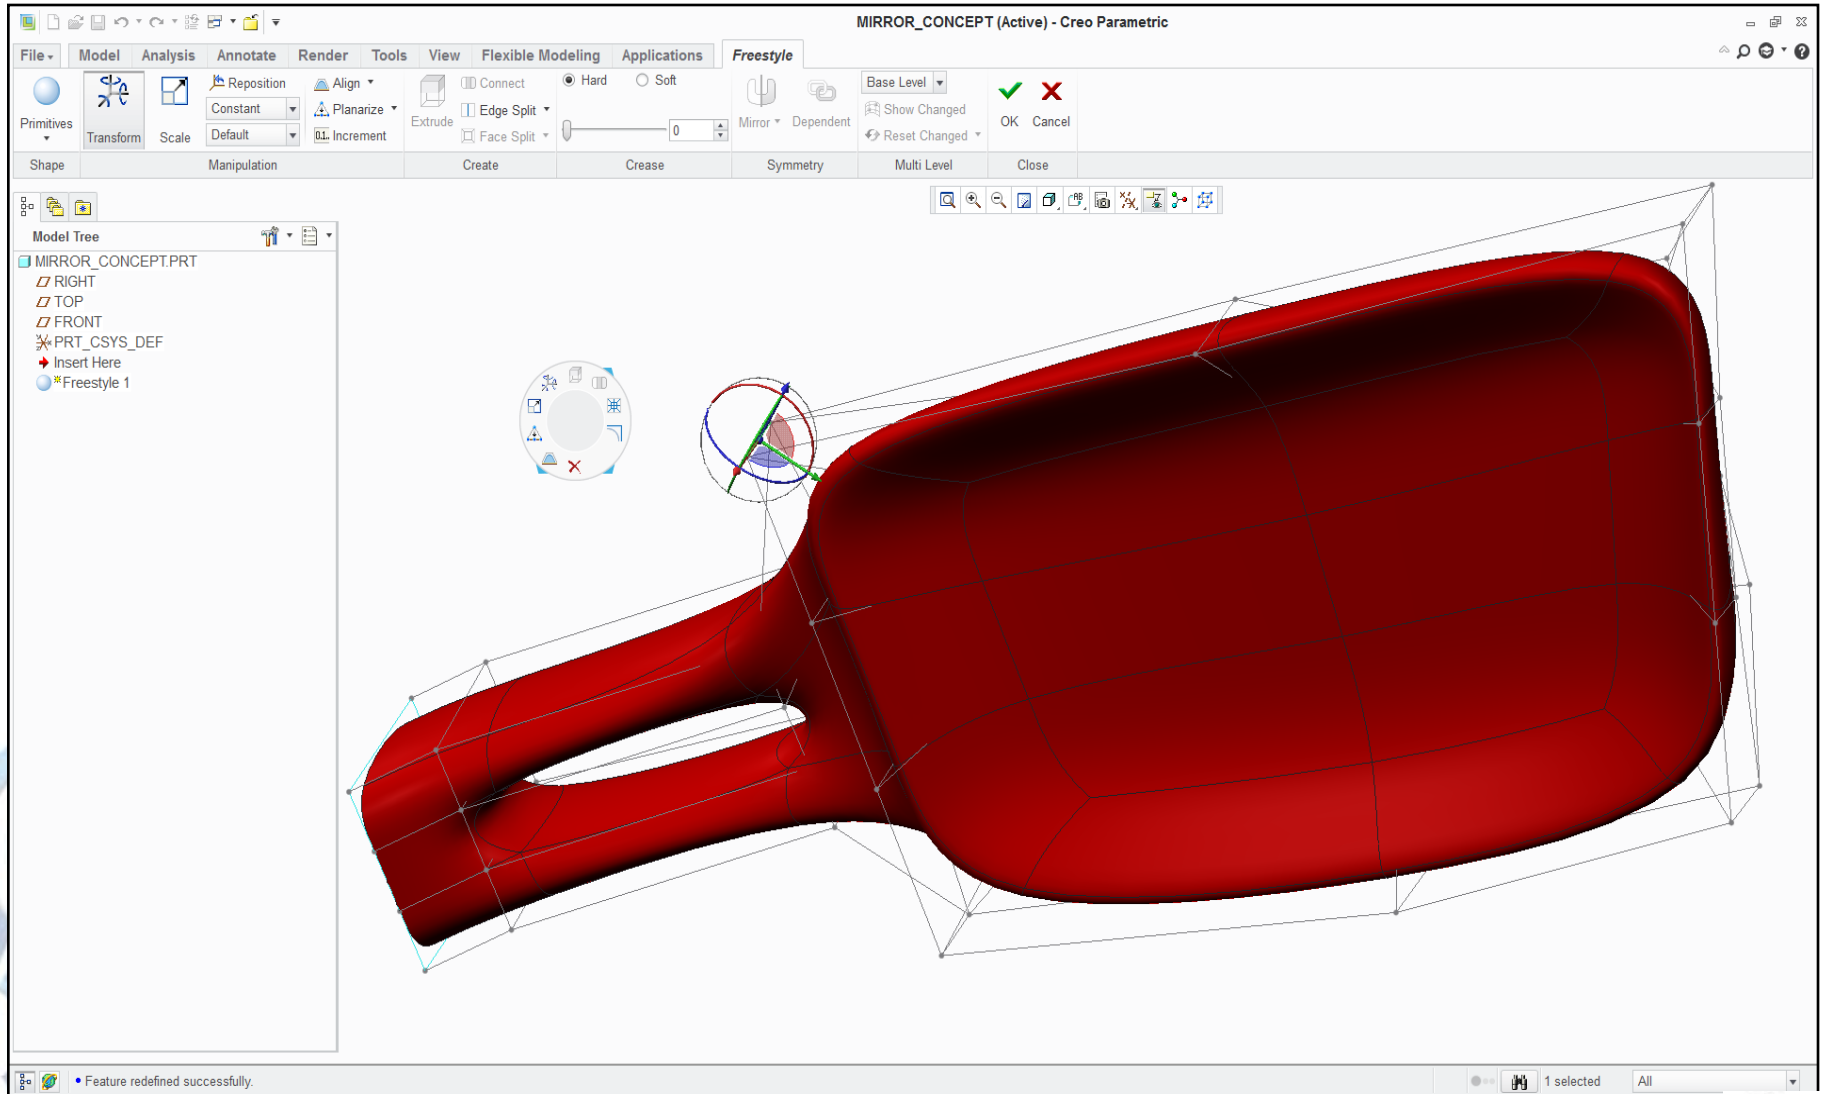 MIRROR_CONCEPT (Active) - Creo Parametric
File Model Analysis Annotate Render Tools View Flexible Modeling Applications Freestyle
Primitives
Transform
Scale
Reposition
Constant
Default
Align
Planarize
0.1.. Increment
Extrude
Connect
Edge Split
Face Split
Hard Soft
0
Mirror
Dependent
Base Level
Show Changed
Reset Changed
OK
Cancel
Shape Manipulation Create Crease Symmetry Multi Level Close
Model Tree
MIRROR_CONCEPT.PRT
RIGHT
TOP
FRONT
PRT_CSYS_DEF
Insert Here
Freestyle 1
Feature redefined successfully.
1 selected
All